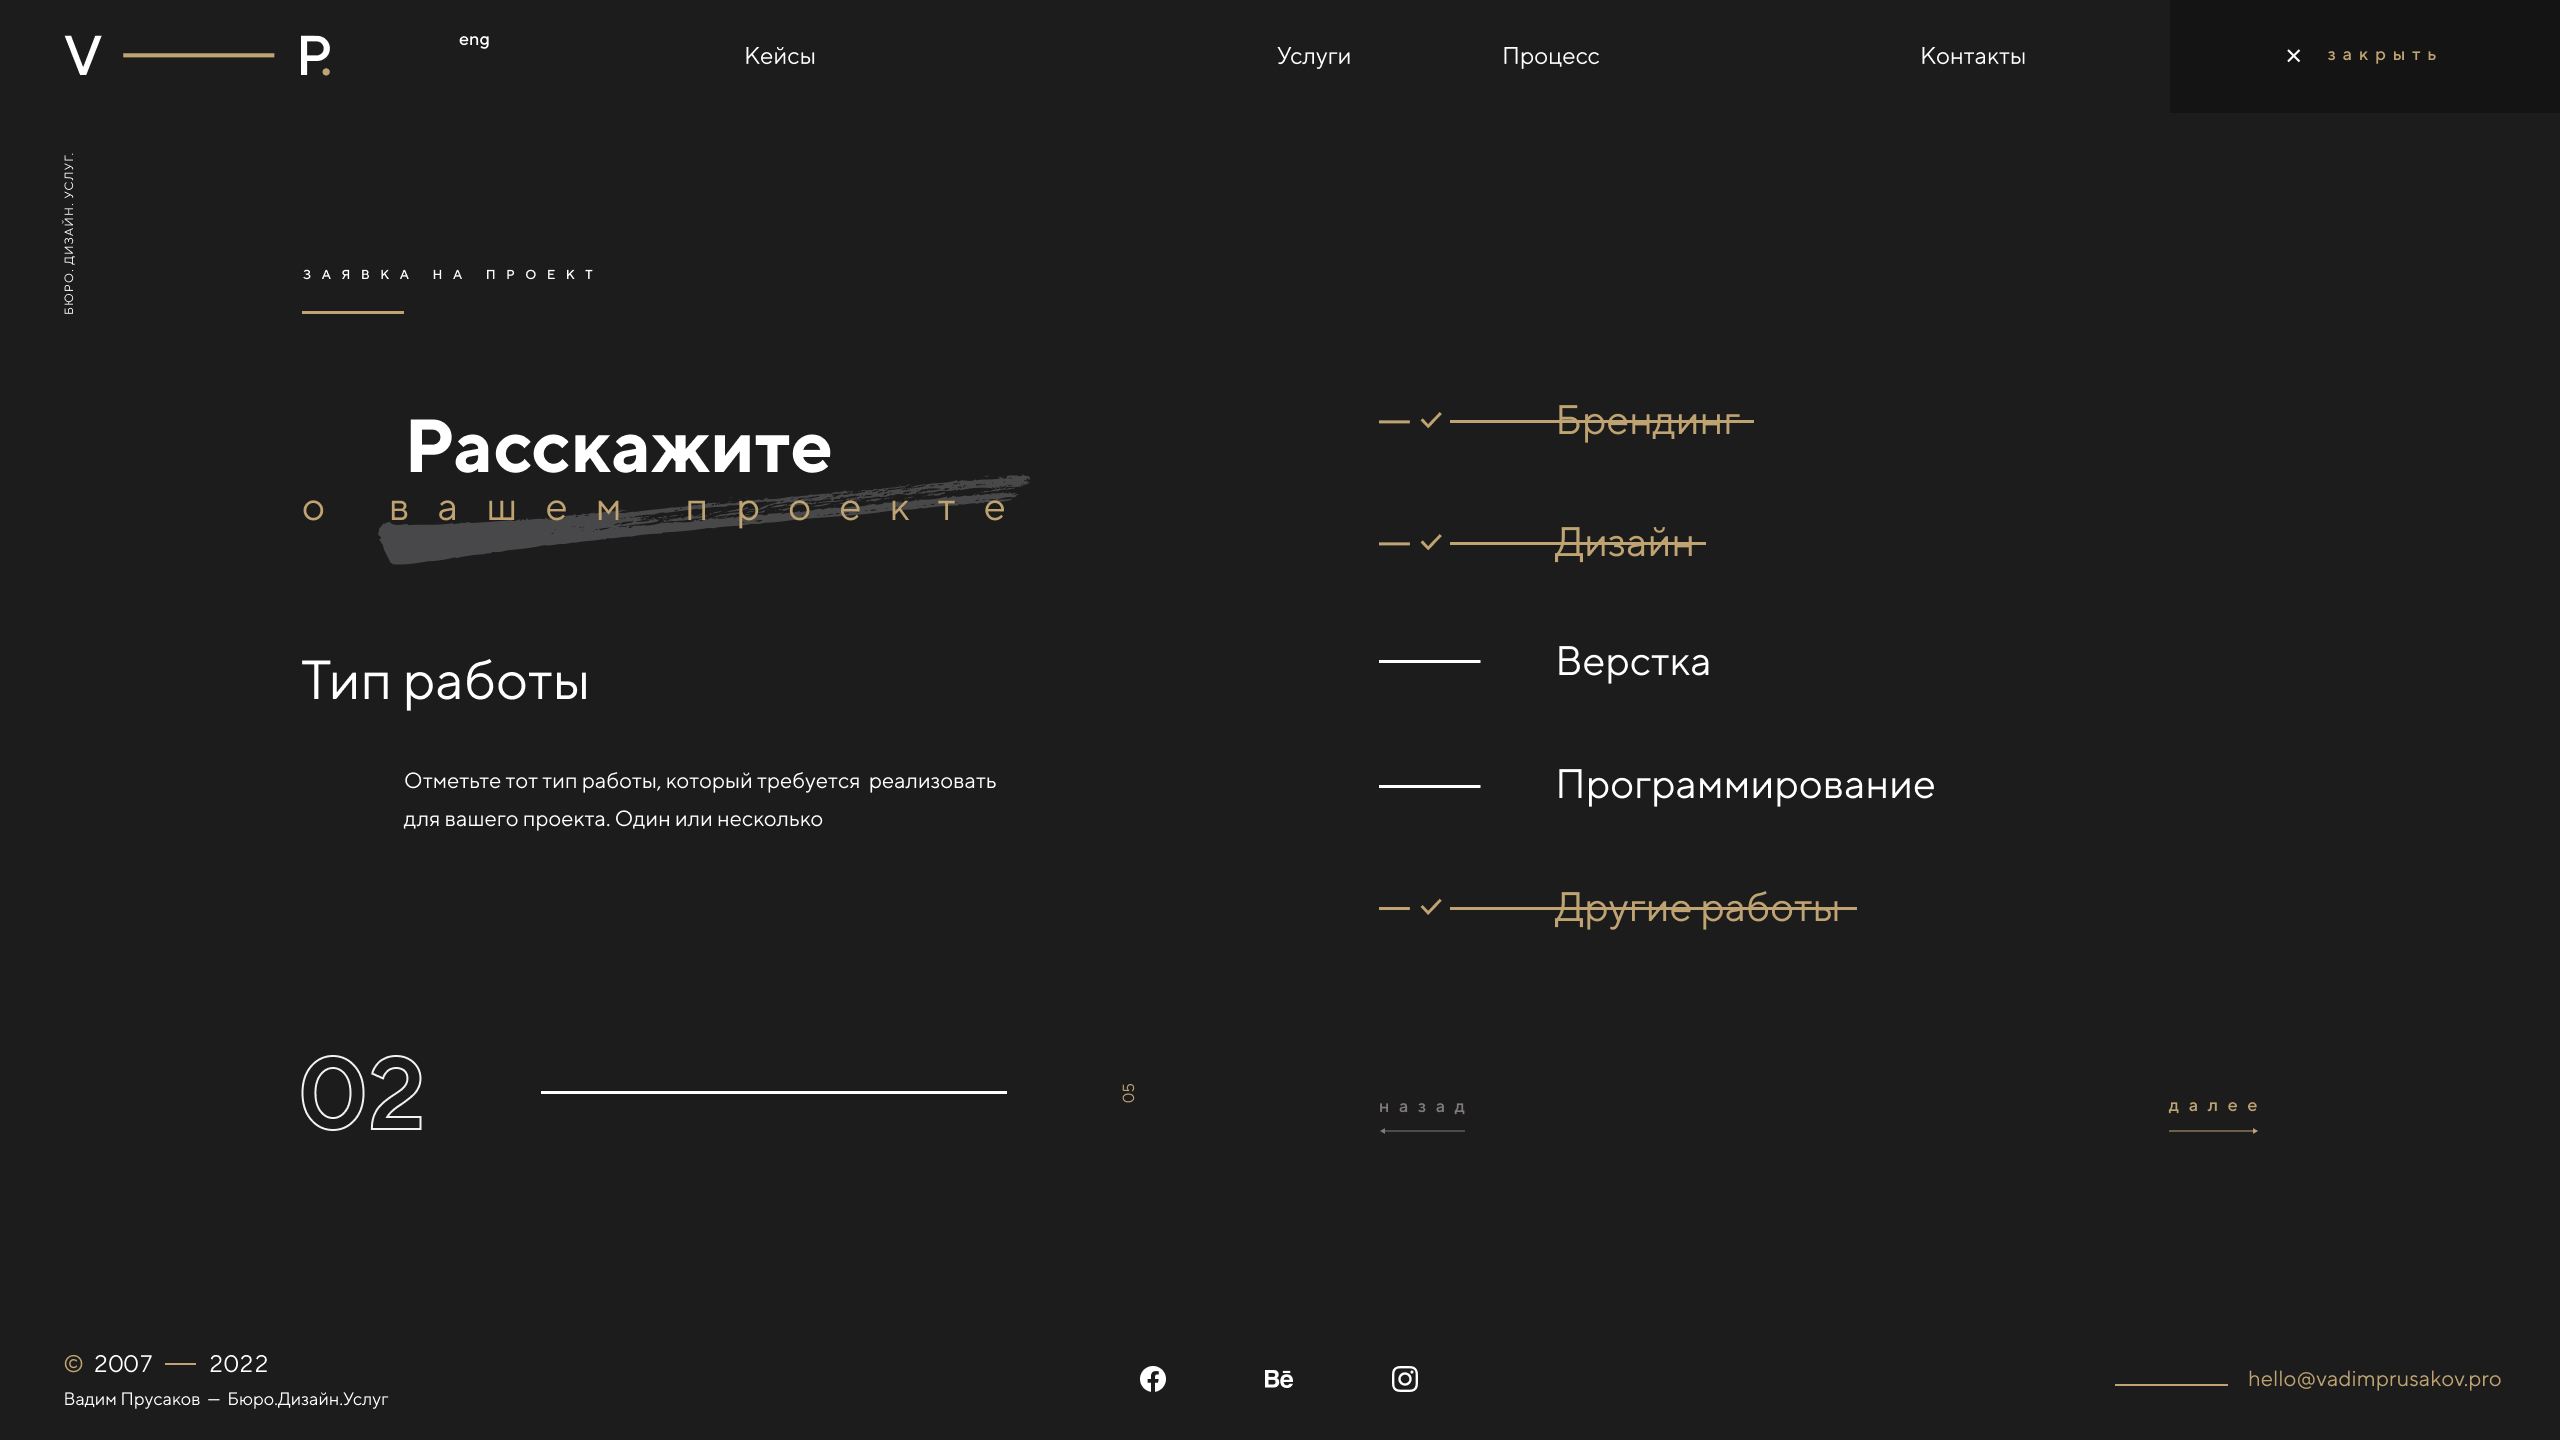 V P.
eng
Кейсы
Услуги
Процесс
Контакты
закрыть
БЮРО. ДИЗАЙН. УСЛУГ.
ЗАЯВКА НА ПРОЕКТ
Расскажите
о вашем проекте
Тип работы
Отметьте тот тип работы, который требуется реализовать
для вашего проекта. Один или несколько
Брендинг
Дизайн
Верстка
Программирование
Другие работы
02
05
назад
далее
© 2007 — 2022
Вадим Прусаков — Бюро.Дизайн.Услуг
Bē
hello@vadimprusakov.pro